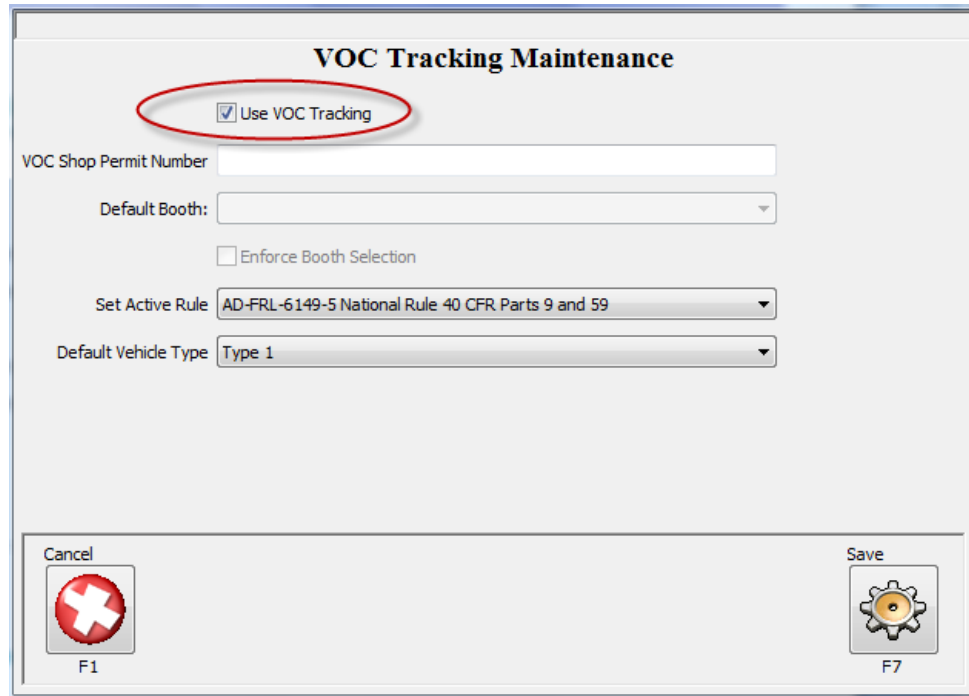 VOC Tracking Maintenance
Use VOC Tracking
VOC Shop Permit Number
Default Booth:
Enforce Booth Selection
Set Active Rule AD-FRL-6149-5 National Rule 40 CFR Parts 9 and 59
Default Vehicle Type Type 1
Cancel Save
F1 F7